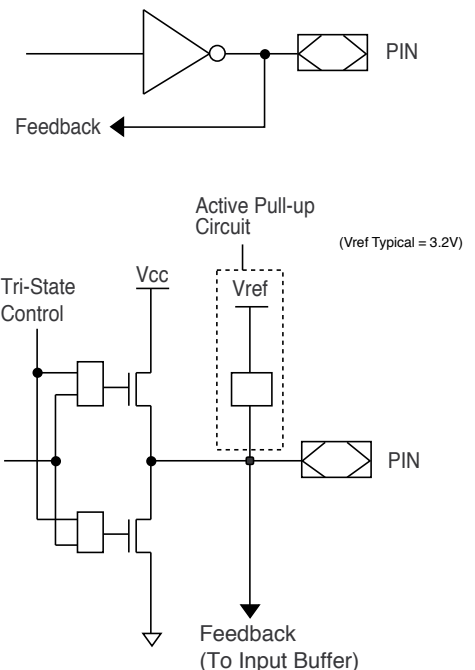 PIN
Feedback
Active Pull-up
Circuit
(Vref Typical = 3.2V)
Tri-State
Control
Vcc
Vref
PIN
Feedback
(To Input Buffer)